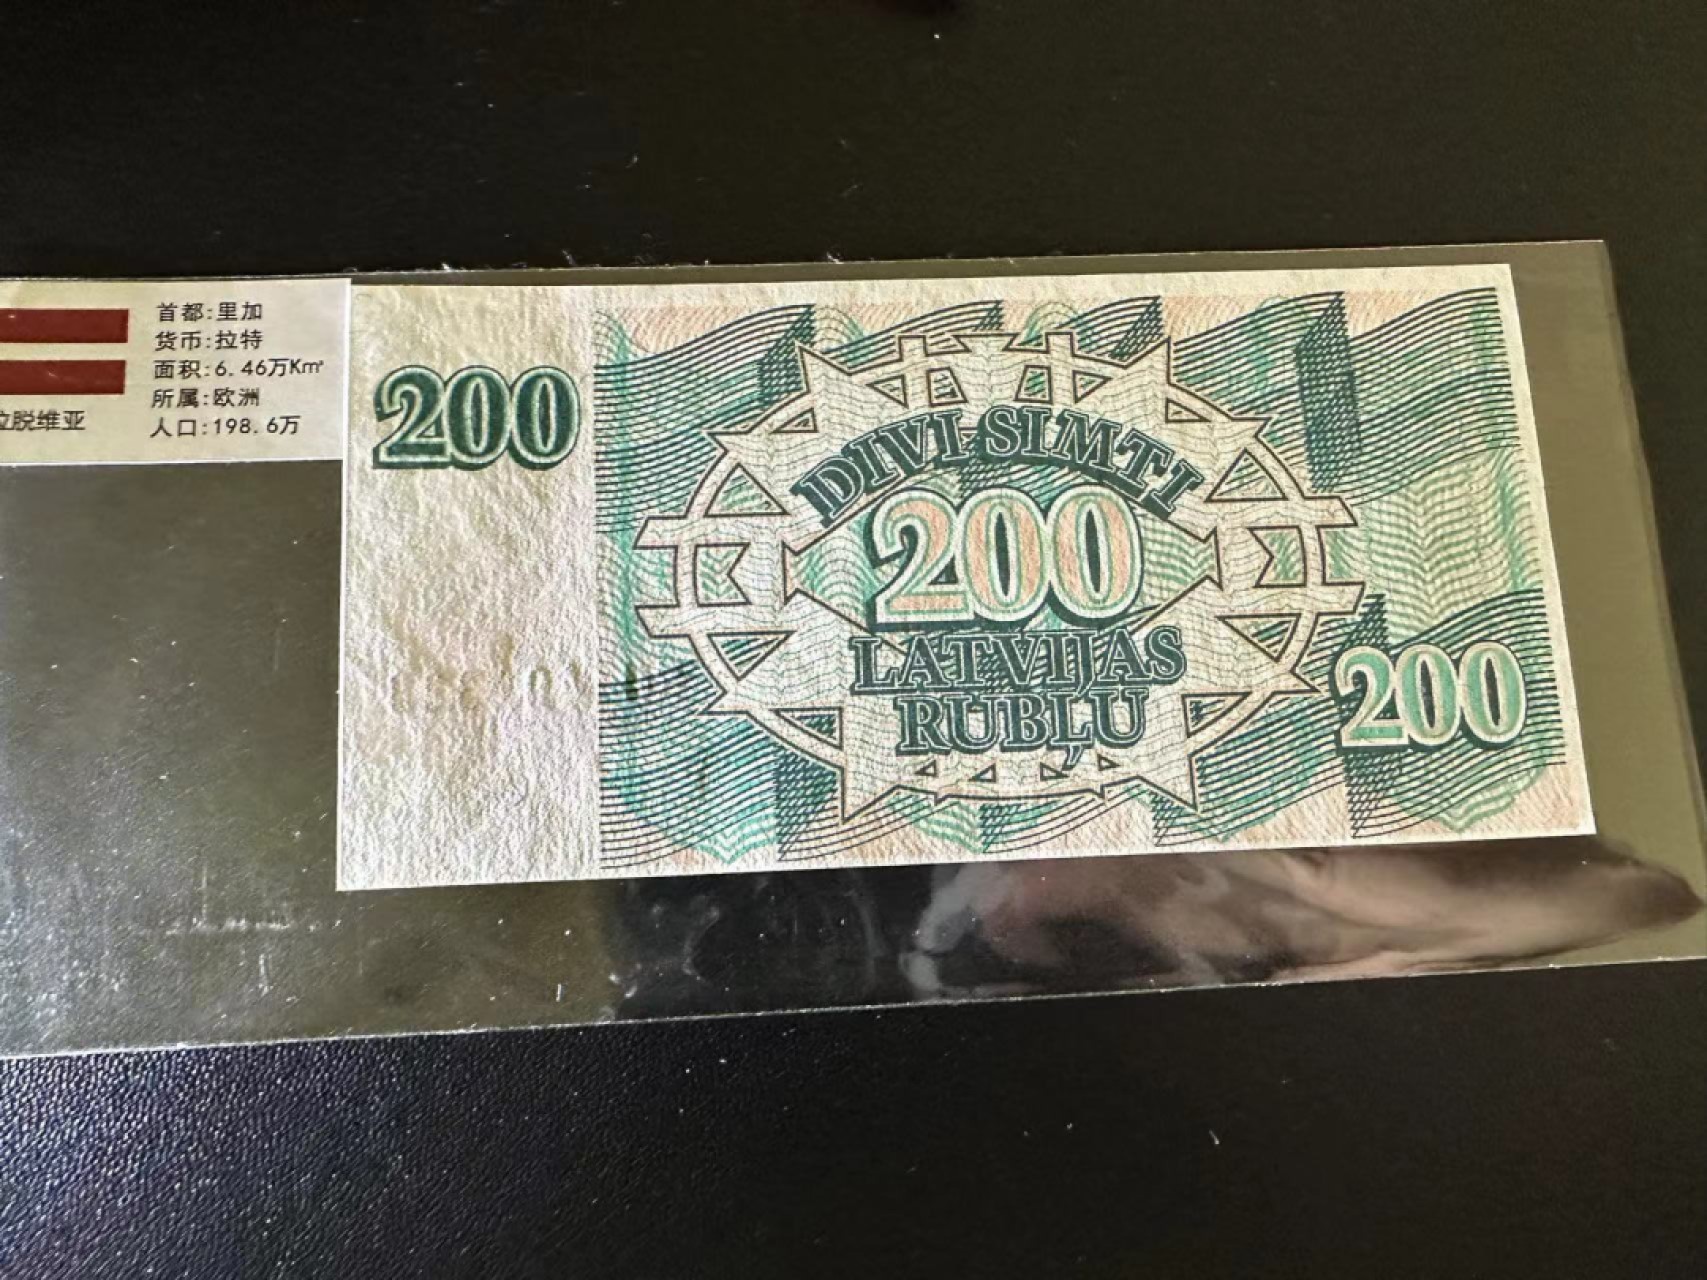 首都:里加
货币:拉特
面积:6.46万Km²
所属:欧洲
人口:198.6万
拉脱维亚
200
DIVI SIMTI
200
LATVIJAS
RUBĻU
200